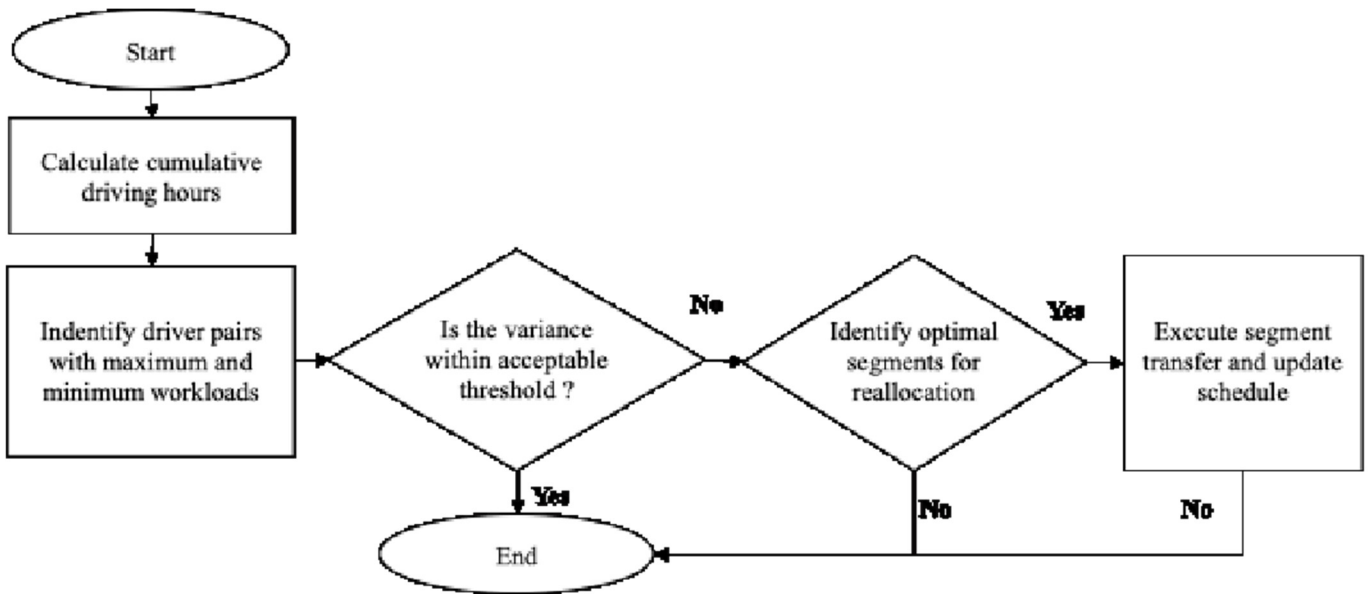 Start
Calculate cumulative
driving hours
Indentify driver pairs
with maximum and
minimum workloads
Is the variance
within acceptable
threshold ?
No
Yes
Identify optimal
segments for
reallocation
Yes
No
Execute segment
transfer and update
schedule
No
End